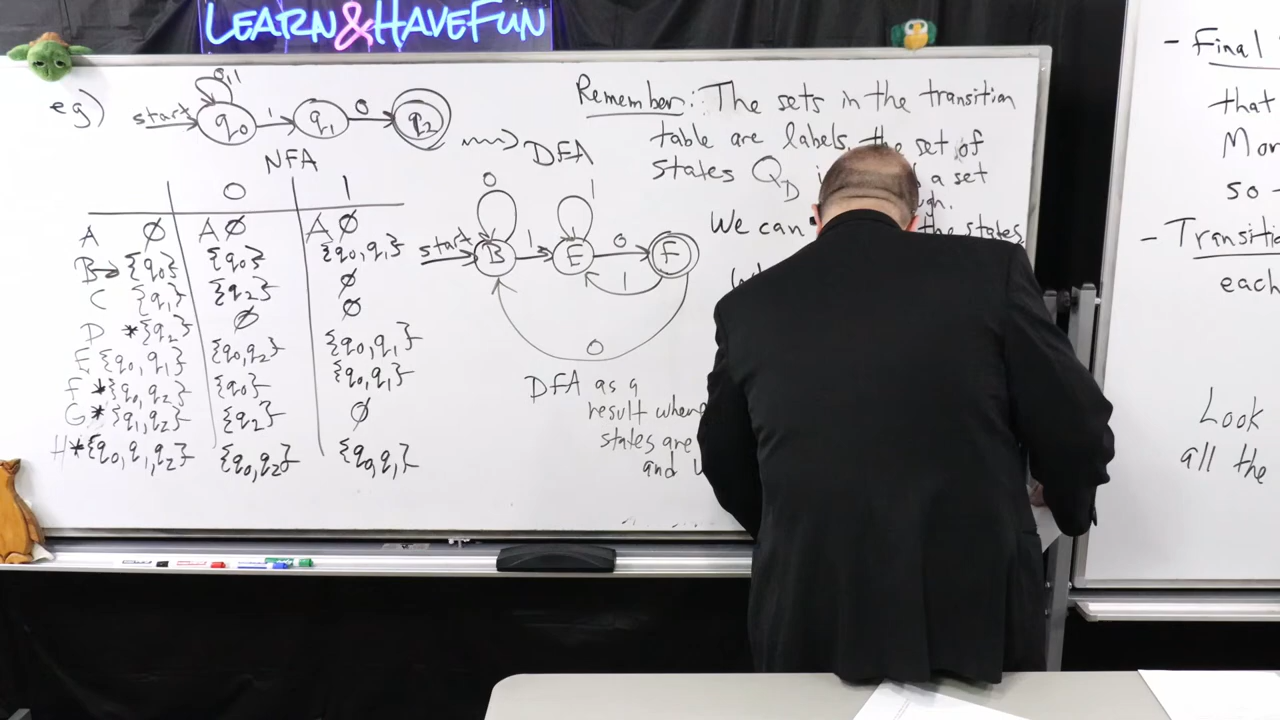 LEARN&HAVEFUN
eg)
start
0,1
q0
1
q1
0
q2
NFA
DFA
0 1
A ∅ A∅ A∅
B→ {q0} {q0} {q0,q1}
C {q1} {q2} ∅
D *{q2} ∅ ∅
E {q0,q1} {q0,q2} {q0,q1}
F *{q0,q2} {q0} {q0,q1}
G *{q1,q2} {q2} ∅
H *{q0,q1,q2} {q0,q2} {q0,q1}
start
0
B
1
1
E
0
1
F
0
DFA as a
result when
states are
and
Remember: The sets in the transition
table are labels, the set of
states QD a set
We can the states
- Final
that
Mor
so
- Transiti
each
Look
all the